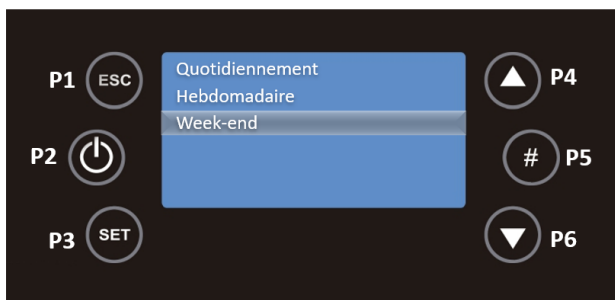 P1 ESC
Quotidiennement
Hebdomadaire
Week-end
P4
P2
# P5
P3 SET
P6